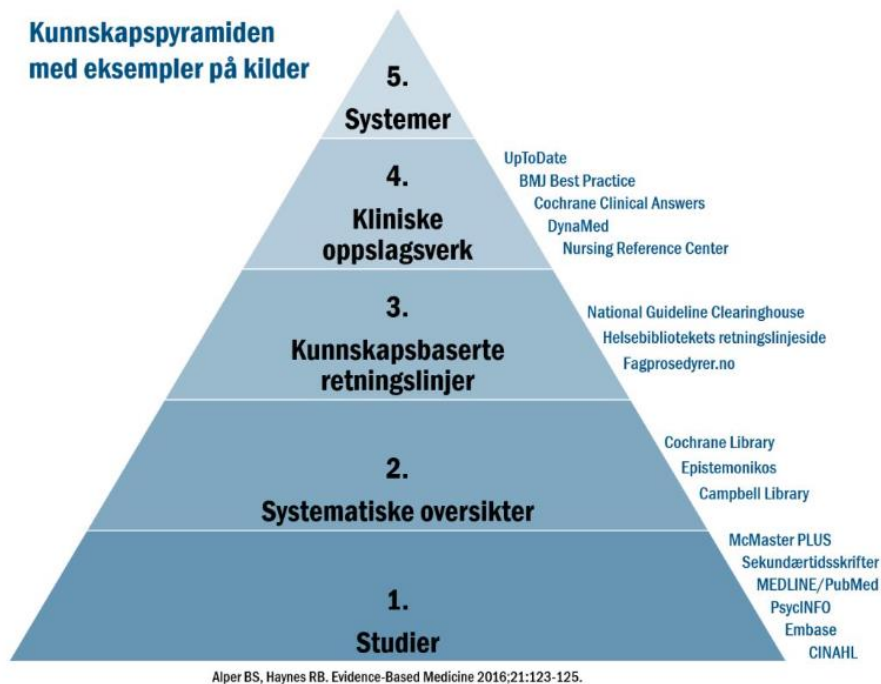 Kunnskapspyramiden
med eksempler på kilder
5.
Systemer
UpToDate
BMJ Best Practice
Cochrane Clinical Answers
DynaMed
Nursing Reference Center
4.
Kliniske
oppslagsverk
National Guideline Clearinghouse
Helsebibliotekets retningslinjeside
Fagprosedyrer.no
3.
Kunnskapsbaserte
retningslinjer
Cochrane Library
Epistemonikos
Campbell Library
2.
Systematiske oversikter
McMaster PLUS
Sekundærtidsskrifter
MEDLINE/PubMed
PsycINFO
Embase
CINAHL
1.
Studier
Alper BS, Haynes RB. Evidence-Based Medicine 2016;21:123-125.